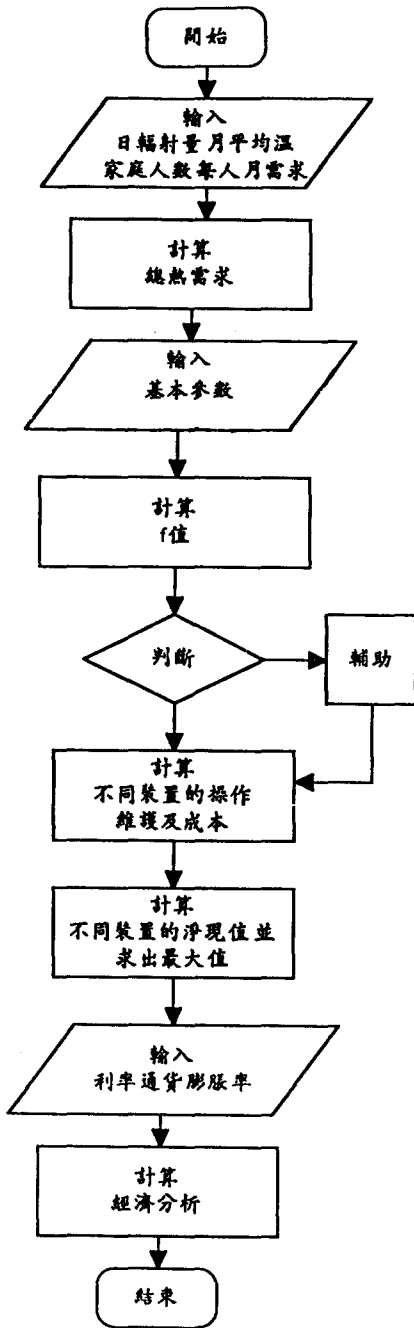 開始
輸入
日輻射量月平均溫
家庭人數每人月需求
計算
總熱需求
輸入
基本參數
計算
f值
判斷
輔助
計算
不同裝置的操作
維護及成本
計算
不同裝置的淨現值並
求出最大值
輸入
利率通貨膨脹率
計算
經濟分析
結束